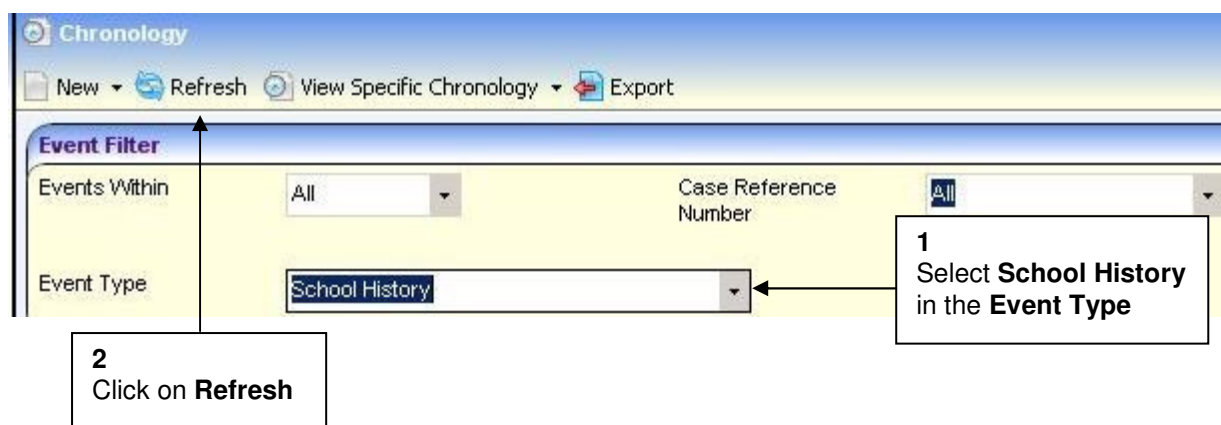 Chronology
New Refresh View Specific Chronology Export
Event Filter
Events Within All Case Reference Number All
Event Type School History
1
Select School History
in the Event Type
2
Click on Refresh